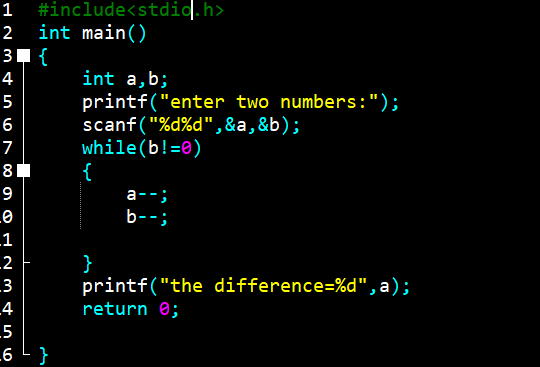 1 #include<stdio.h>
2 int main()
3 {
4 int a,b;
5 printf("enter two numbers:");
6 scanf("%d%d",&a,&b);
7 while(b!=0)
8 {
9 a--;
.0 b--;
.1
.2 }
.3 printf("the difference=%d",a);
.4 return 0;
.5
.6 }